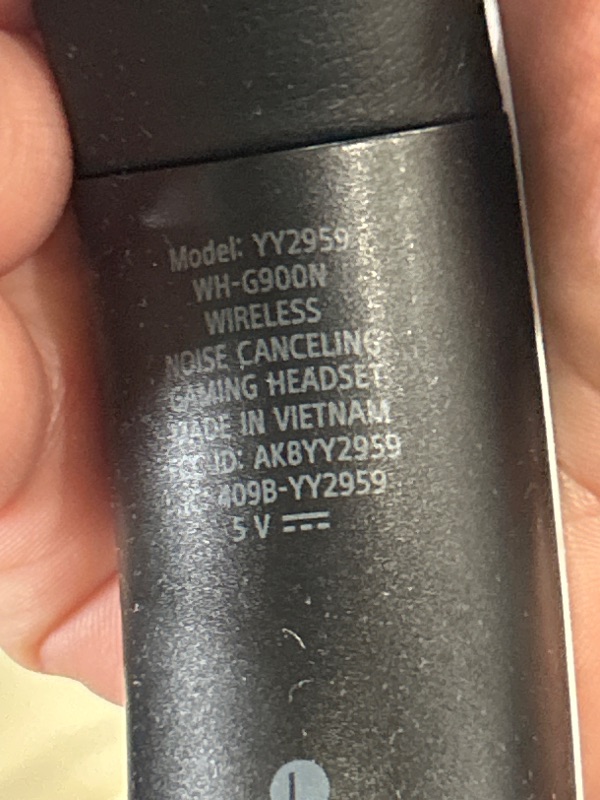 Model: YY2959
WH-G900N
WIRELESS
NOISE CANCELING
GAMING HEADSET
MADE IN VIETNAM
ID: AK8YY2959
409B-YY2959
5 V
L